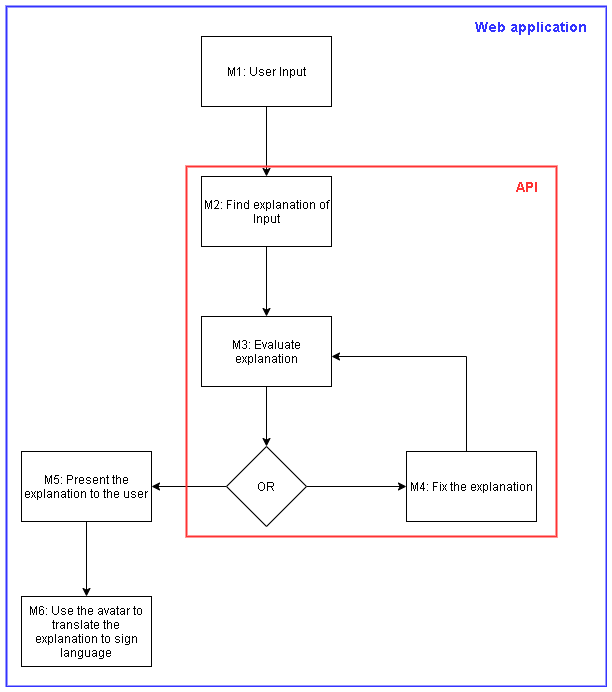 Web application
M1: User Input
API
M2: Find explanation of
Input
M3: Evaluate
explanation
OR
M4: Fix the explanation
M5: Present the
explanation to the user
M6: Use the avatar to
translate the
explanation to sign
language